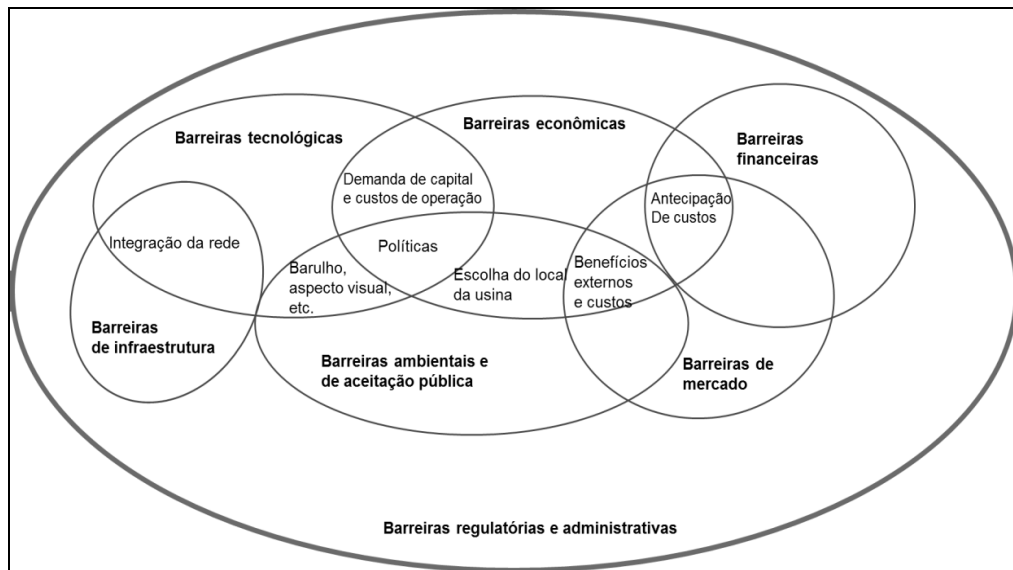 Barreiras tecnológicas
Barreiras econômicas
Barreiras
financeiras
Demanda de capital
e custos de operação
Antecipação
De custos
Integração da rede
Políticas
Barulho,
aspecto visual,
etc.
Escolha do local
da usina
Benefícios
externos
e custos
Barreiras
de infraestrutura
Barreiras ambientais e
de aceitação pública
Barreiras de
mercado
Barreiras regulatórias e administrativas